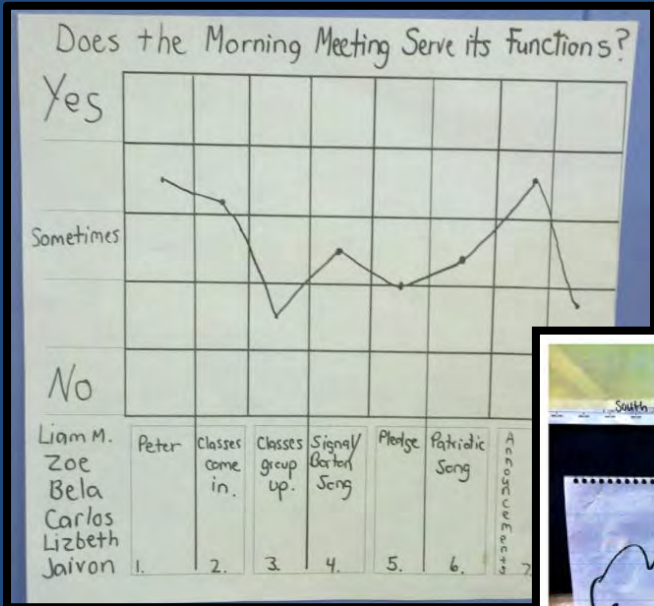 Does the Morning Meeting Serve its Functions?
Yes
Sometimes
No
Liam M.
Zoe
Bela
Carlos
Lizbeth
Jaivon
Peter
1.
Classes
come
in.
2.
Classes
group
up.
3.
Signal/
Barton
Song
4.
Pledge
5.
Patriotic
Song
6.
Announcements
7.
South